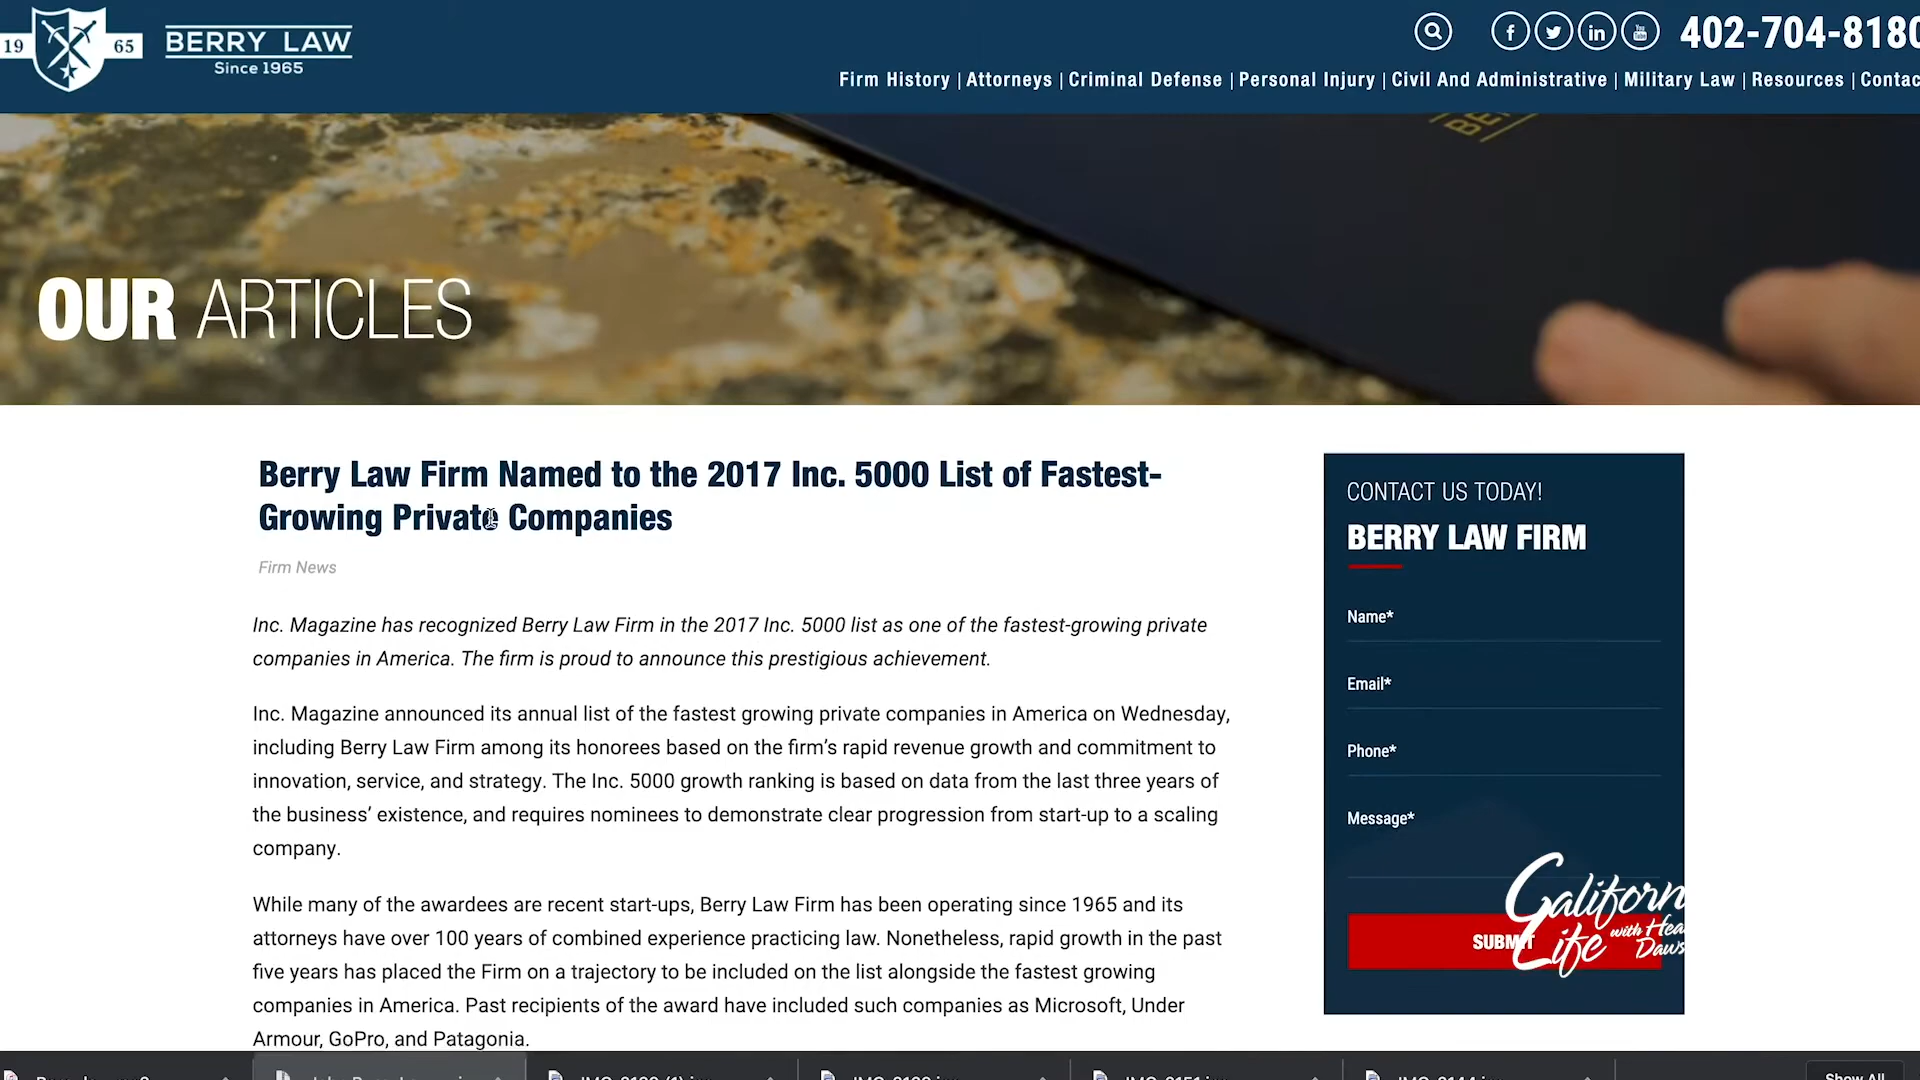 19 65 BERRY LAW
Since 1965
402-704-8180
Firm History | Attorneys | Criminal Defense | Personal Injury | Civil And Administrative | Military Law | Resources | Contac
OUR ARTICLES
Berry Law Firm Named to the 2017 Inc. 5000 List of Fastest-
Growing Private Companies
Firm News
Inc. Magazine has recognized Berry Law Firm in the 2017 Inc. 5000 list as one of the fastest-growing private
companies in America. The firm is proud to announce this prestigious achievement.
Inc. Magazine announced its annual list of the fastest growing private companies in America on Wednesday,
including Berry Law Firm among its honorees based on the firm’s rapid revenue growth and commitment to
innovation, service, and strategy. The Inc. 5000 growth ranking is based on data from the last three years of
the business’ existence, and requires nominees to demonstrate clear progression from start-up to a scaling
company.
While many of the awardees are recent start-ups, Berry Law Firm has been operating since 1965 and its
attorneys have over 100 years of combined experience practicing law. Nonetheless, rapid growth in the past
five years has placed the Firm on a trajectory to be included on the list alongside the fastest growing
companies in America. Past recipients of the award have included such companies as Microsoft, Under
Armour, GoPro, and Patagonia.
CONTACT US TODAY!
BERRY LAW FIRM
Name*
Email*
Phone*
Message*
SUBMIT
Californ
Life with Hea
Daws
Show All